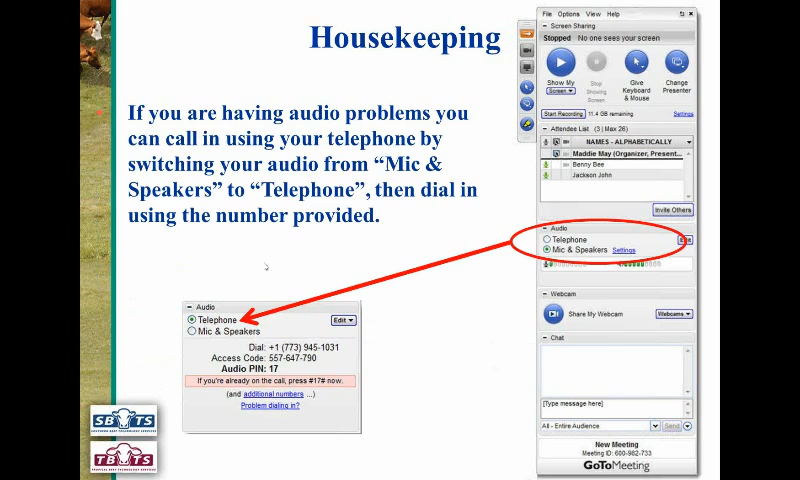 Housekeeping
If you are having audio problems you
can call in using your telephone by
switching your audio from “Mic &
Speakers” to “Telephone”, then dial in
using the number provided.
Audio
Telephone
Edit
Mic & Speakers
Dial: +1 (773) 945-1031
Access Code: 557-647-790
Audio PIN: 17
If you're already on the call, press #17# now.
(and additional numbers ...)
Problem dialing in?
SBTS
TBTS
File Options View Help
Screen Sharing
Stopped No one sees your screen
Show My
Screen
Stop
Showing
Screen
Give
Keyboard
& Mouse
Change
Presenter
Start Recording 11.4 GB remaining Settings
Attendee List (3 | Max 26)
NAMES - ALPHABETICALLY
Maddie May (Organizer, Present...
Benny Bee
Jackson John
Invite Others
Audio
Telephone
Edit
Mic & Speakers Settings
Webcam
Share My Webcam
Webcams
Chat
[Type message here]
All - Entire Audience
Send
New Meeting
Meeting ID: 600-982-733
GoToMeeting